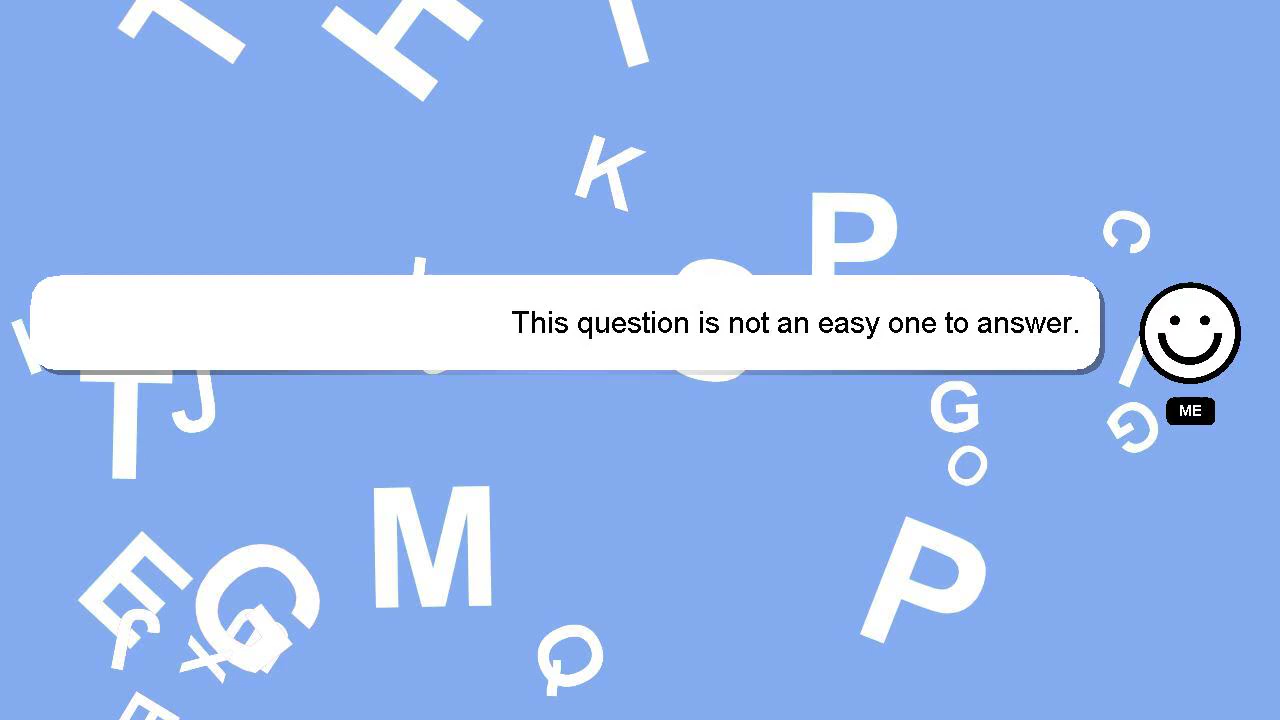 This question is not an easy one to answer.
ME
T
H
I
K
P
C
T
J
G
O
G
M
P
E
G
J
X
Q
E